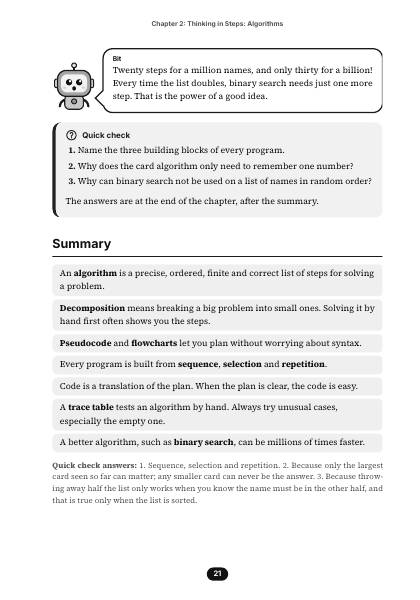 Chapter 2: Thinking in Steps: Algorithms
Bit
Twenty steps for a million names, and only thirty for a billion!
Every time the list doubles, binary search needs just one more
step. That is the power of a good idea.
Quick check
1. Name the three building blocks of every program.
2. Why does the card algorithm only need to remember one number?
3. Why can binary search not be used on a list of names in random order?
The answers are at the end of the chapter, after the summary.
Summary
An algorithm is a precise, ordered, finite and correct list of steps for solving
a problem.
Decomposition means breaking a big problem into small ones. Solving it by
hand first often shows you the steps.
Pseudocode and flowcharts let you plan without worrying about syntax.
Every program is built from sequence, selection and repetition.
Code is a translation of the plan. When the plan is clear, the code is easy.
A trace table tests an algorithm by hand. Always try unusual cases,
especially the empty one.
A better algorithm, such as binary search, can be millions of times faster.
Quick check answers: 1. Sequence, selection and repetition. 2. Because only the largest
card seen so far can matter; any smaller card can never be the answer. 3. Because throw-
ing away half the list only works when you know the name must be in the other half, and
that is true only when the list is sorted.
21